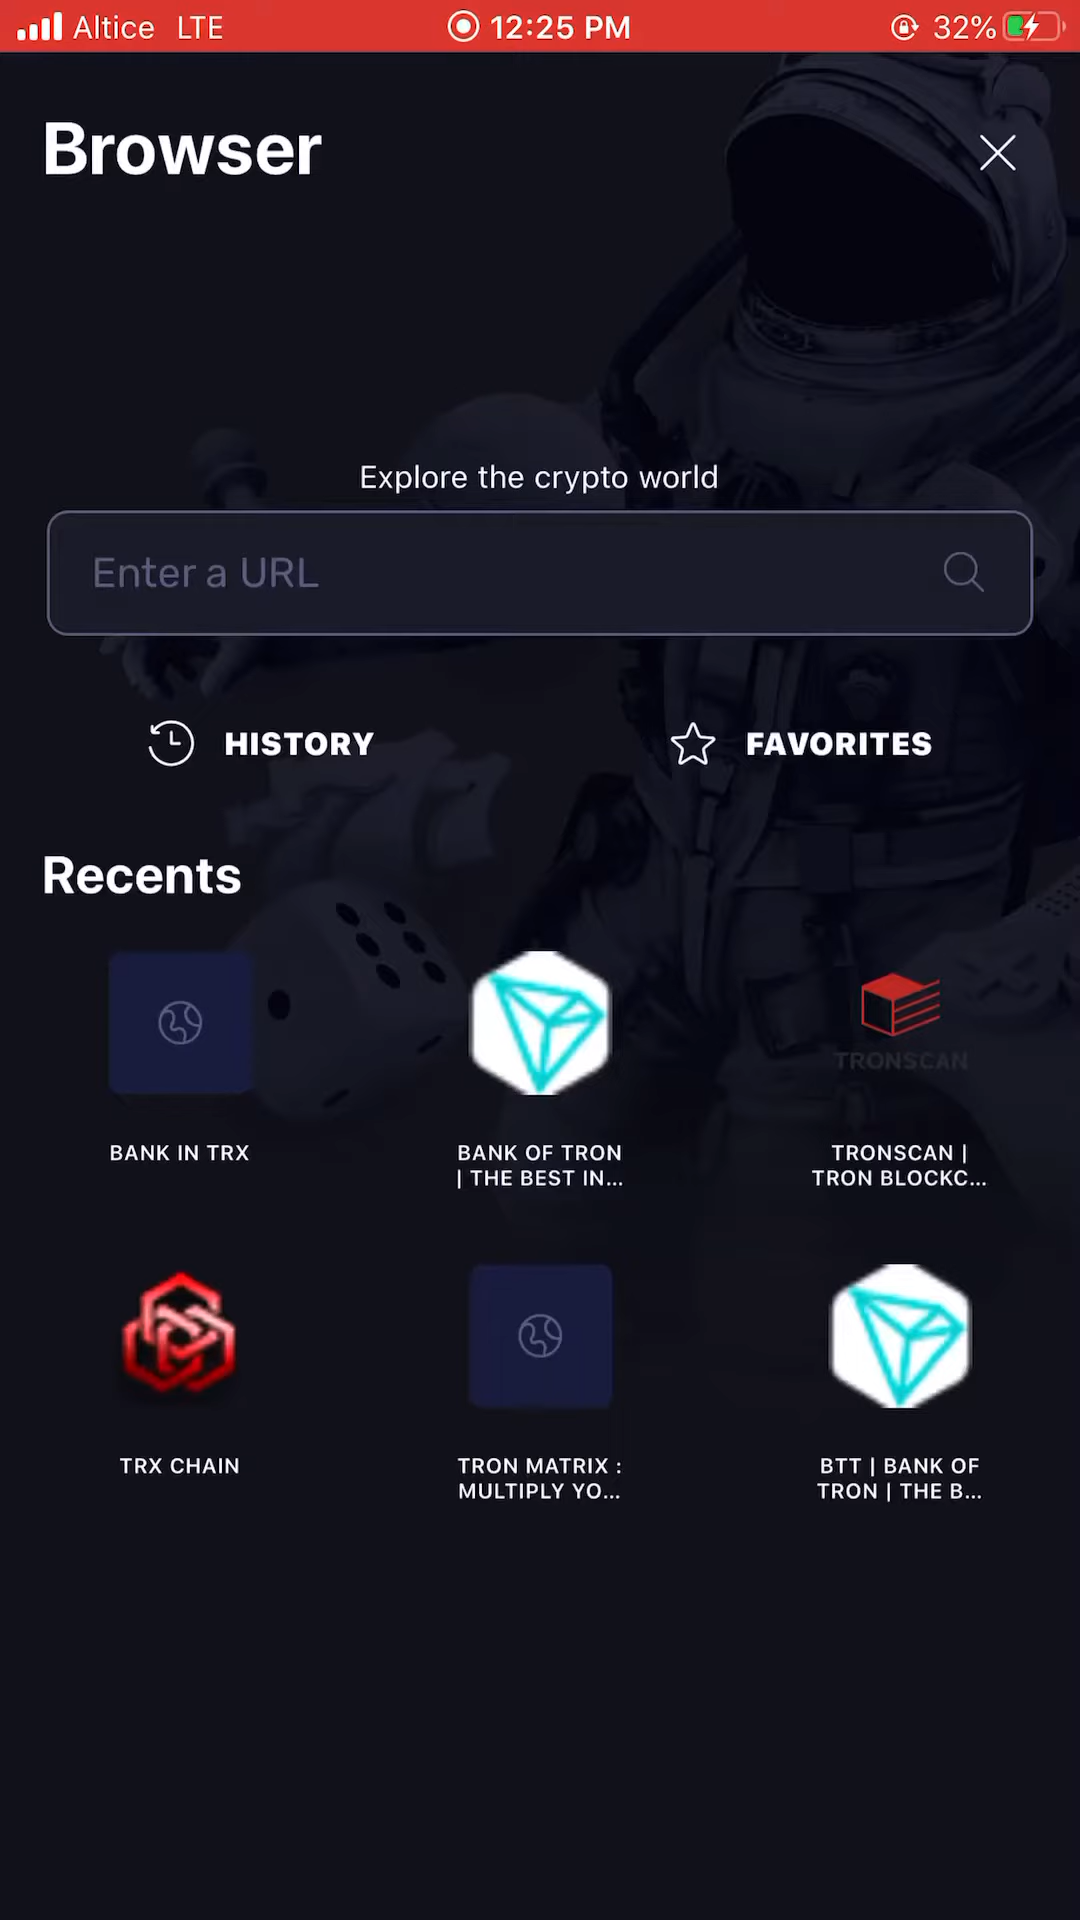 Altice LTE 12:25 PM 32%
Browser
Explore the crypto world
Enter a URL
HISTORY FAVORITES
Recents
TRONSCAN
BANK IN TRX
BANK OF TRON
| THE BEST IN...
TRONSCAN |
TRON BLOCKC...
TRX CHAIN
TRON MATRIX :
MULTIPLY YO...
BTT | BANK OF
TRON | THE B...